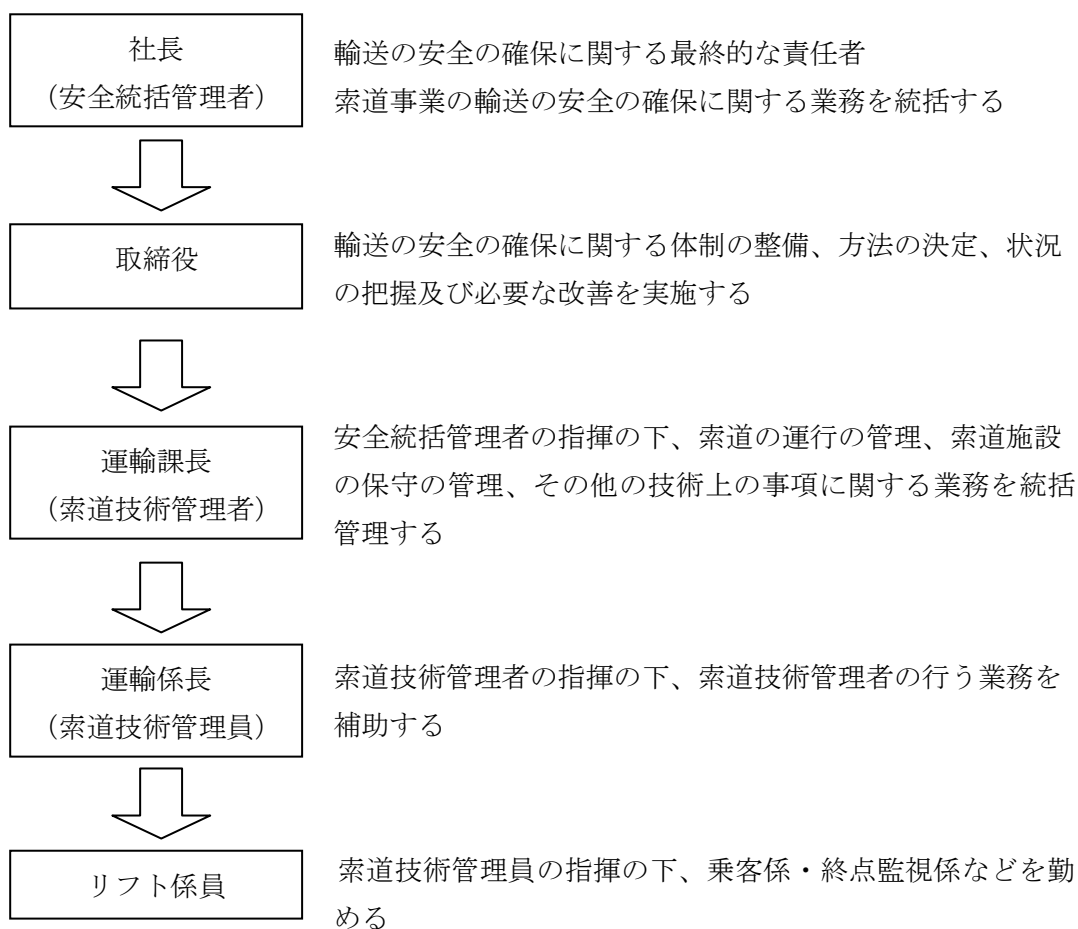 社長
（安全統括管理者）
輸送の安全の確保に関する最終的な責任者
索道事業の輸送の安全の確保に関する業務を統括する
取締役
輸送の安全の確保に関する体制の整備、方法の決定、状況
の把握及び必要な改善を実施する
運輸課長
（索道技術管理者）
安全統括管理者の指揮の下、索道の運行の管理、索道施設
の保守の管理、その他の技術上の事項に関する業務を統括
管理する
運輸係長
（索道技術管理員）
索道技術管理者の指揮の下、索道技術管理者の行う業務を
補助する
リフト係員
索道技術管理員の指揮の下、乗客係・終点監視係などを勤
める